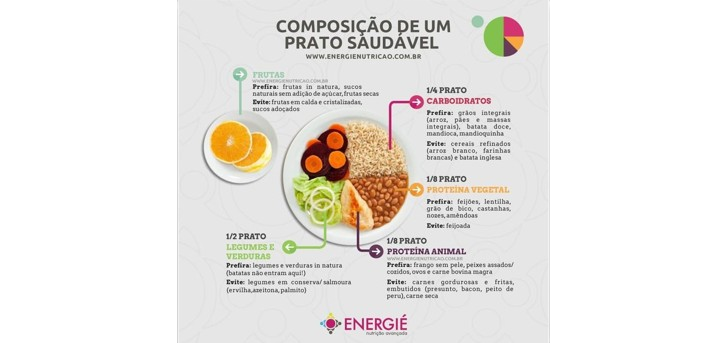 COMPOSIÇÃO DE UM
PRATO SAUDÁVEL
WWW.ENERGIENUTRICAO.COM.BR
FRUTAS
WWW.ENERGIENUTRICAO.COM.BR
Prefira: frutas in natura, sucos
naturais sem adição de açúcar, frutas secas
Evite: frutas em calda e cristalizadas,
sucos adoçados
1/4 PRATO
CARBOIDRATOS
Prefira: grãos integrais
(arroz, pães e massas
integrais), batata doce,
mandioca, mandioquinha
Evite: cereais refinados
(arroz branco, farinhas
brancas) e batata inglesa
1/8 PRATO
PROTEÍNA VEGETAL
Prefira: feijões, lentilha,
grão de bico, castanhas,
nozes, amêndoas
Evite: feijoada
1/2 PRATO
LEGUMES E
VERDURAS
Prefira: legumes e verduras in natura
(batatas não entram aqui!)
Evite: legumes em conserva/ salmoura
(ervilha,azeitona, palmito)
1/8 PRATO
PROTEÍNA ANIMAL
WWW.ENERGIENUTRICAO.COM.BR
Prefira: frango sem pele, peixes assados/
cozidos, ovos e carne bovina magra
Evite: carnes gordurosas e fritas,
embutidos (presunto, bacon, peito de
peru), carne seca
ENERGIÉ
nutrição avançada